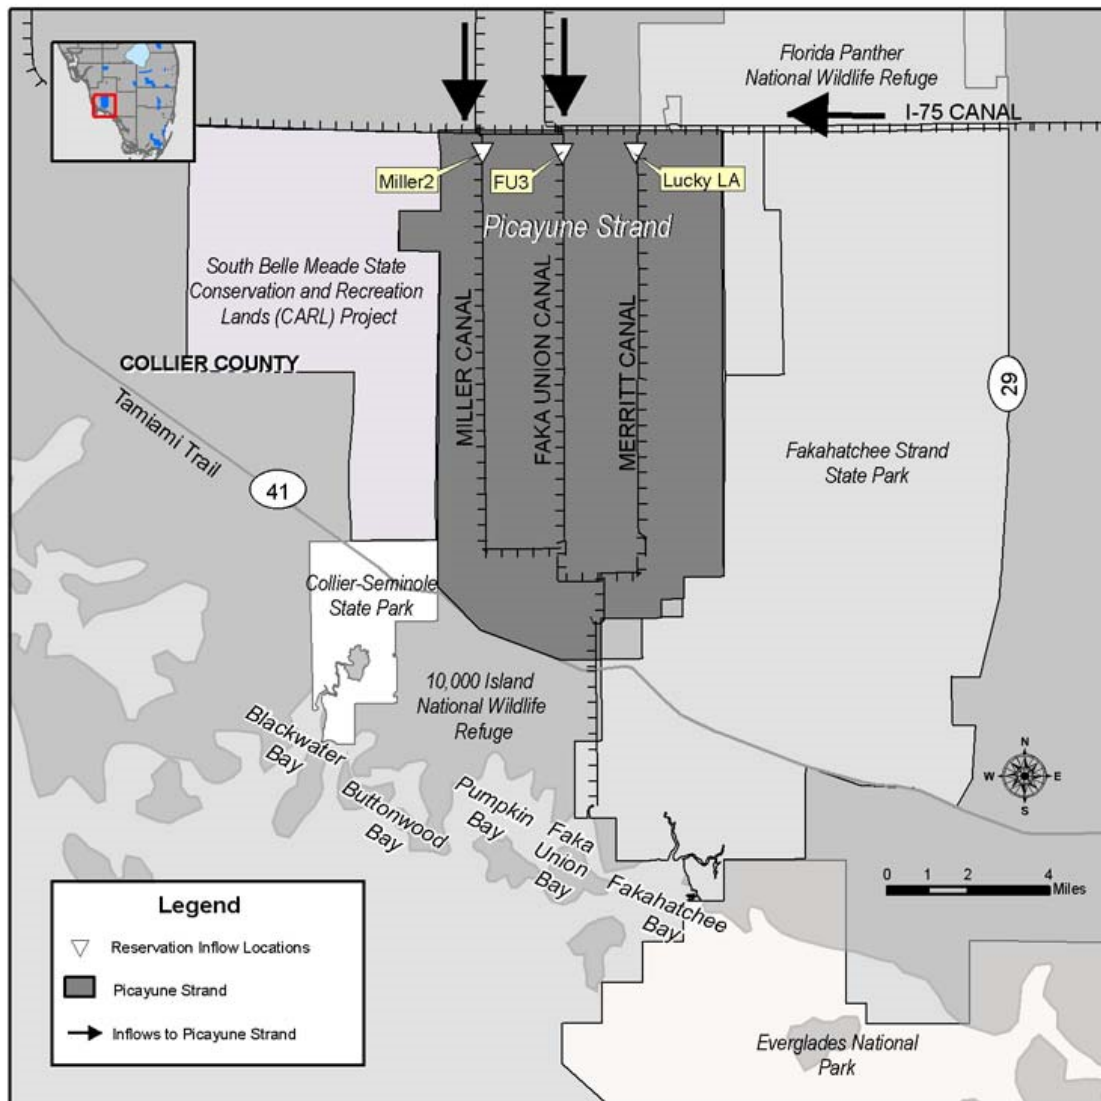 Florida Panther
National Wildlife Refuge
I-75 CANAL
Miller2
FU3
Lucky LA
Picayune Strand
South Belle Meade State
Conservation and Recreation
Lands (CARL) Project
COLLIER COUNTY
MILLER CANAL
FAKA UNION CANAL
MERRITT CANAL
29
Tamiami Trail
41
Fakahatchee Strand
State Park
Collier-Seminole
State Park
10,000 Island
National Wildlife
Refuge
Blackwater
Bay
Buttonwood
Bay
Pumpkin
Bay
Faka
Union
Bay
Fakahatchee
Bay
N
W
E
S
0 1 2 4
Miles
Legend
Reservation Inflow Locations
Picayune Strand
Inflows to Picayune Strand
Everglades National
Park